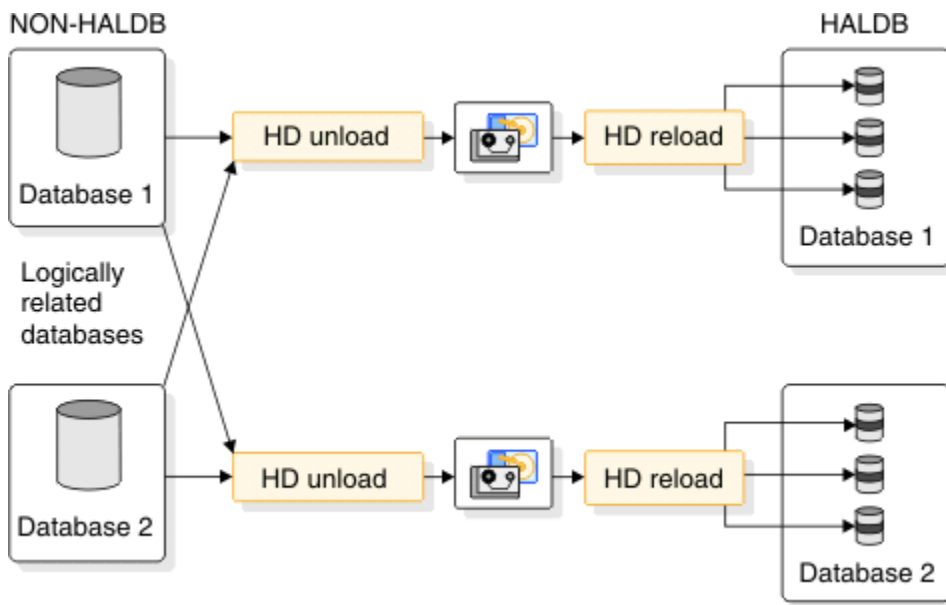 NON-HALDB
HALDB
Database 1
HD unload
HD reload
Database 1
Logically
related
databases
Database 2
HD unload
HD reload
Database 2